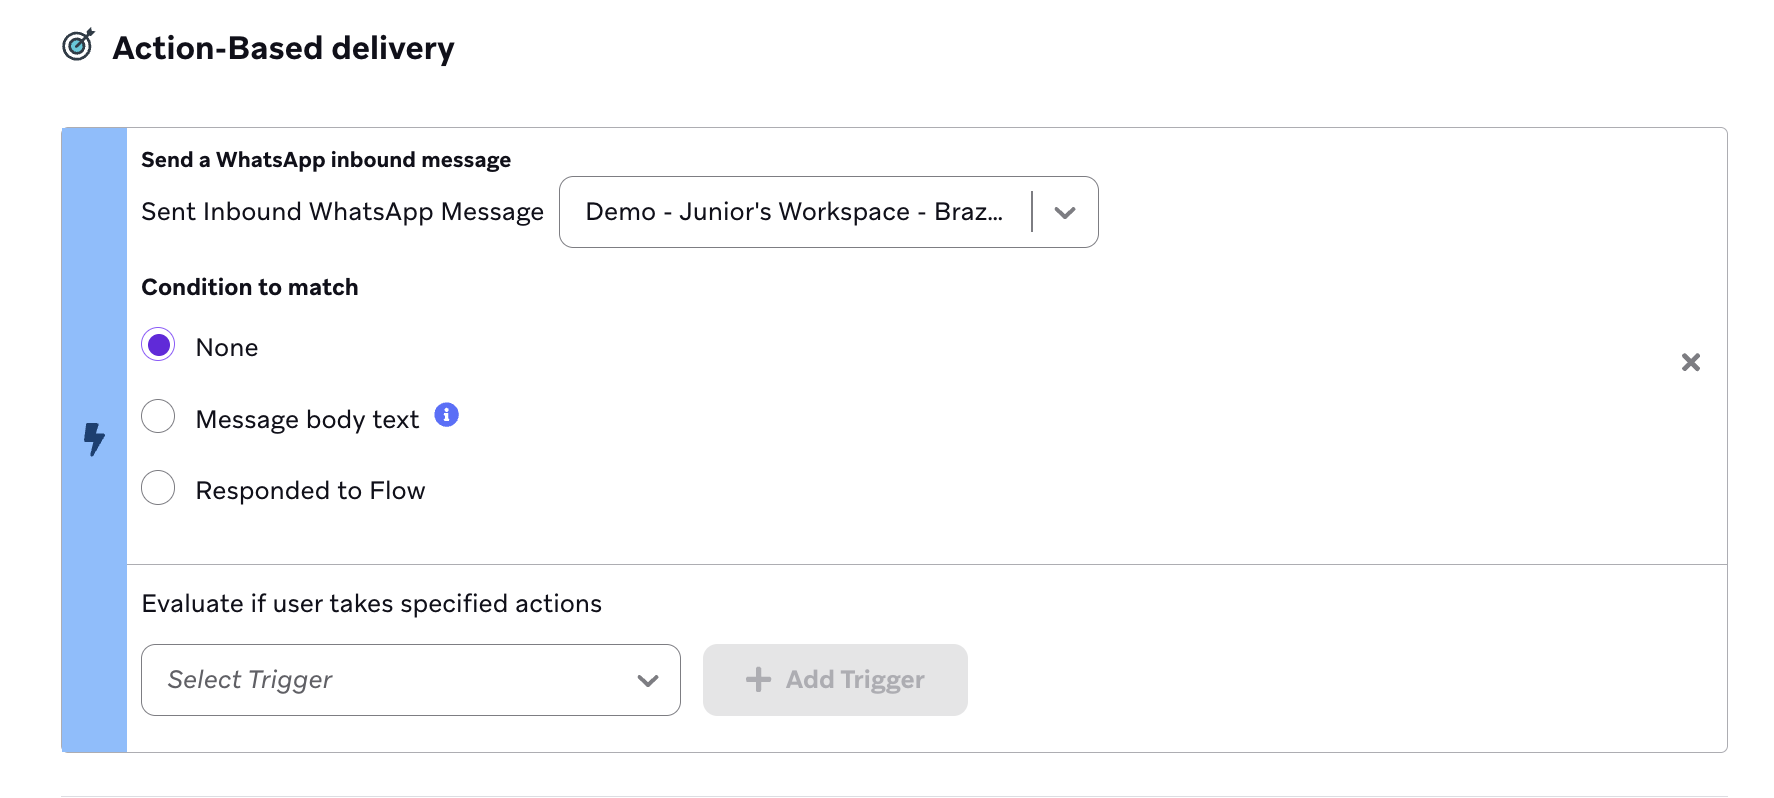 Action-Based delivery
Send a WhatsApp inbound message
Sent Inbound WhatsApp Message Demo - Junior's Workspace - Braz...
Condition to match
None
Message body text
Responded to Flow
Evaluate if user takes specified actions
Select Trigger Add Trigger